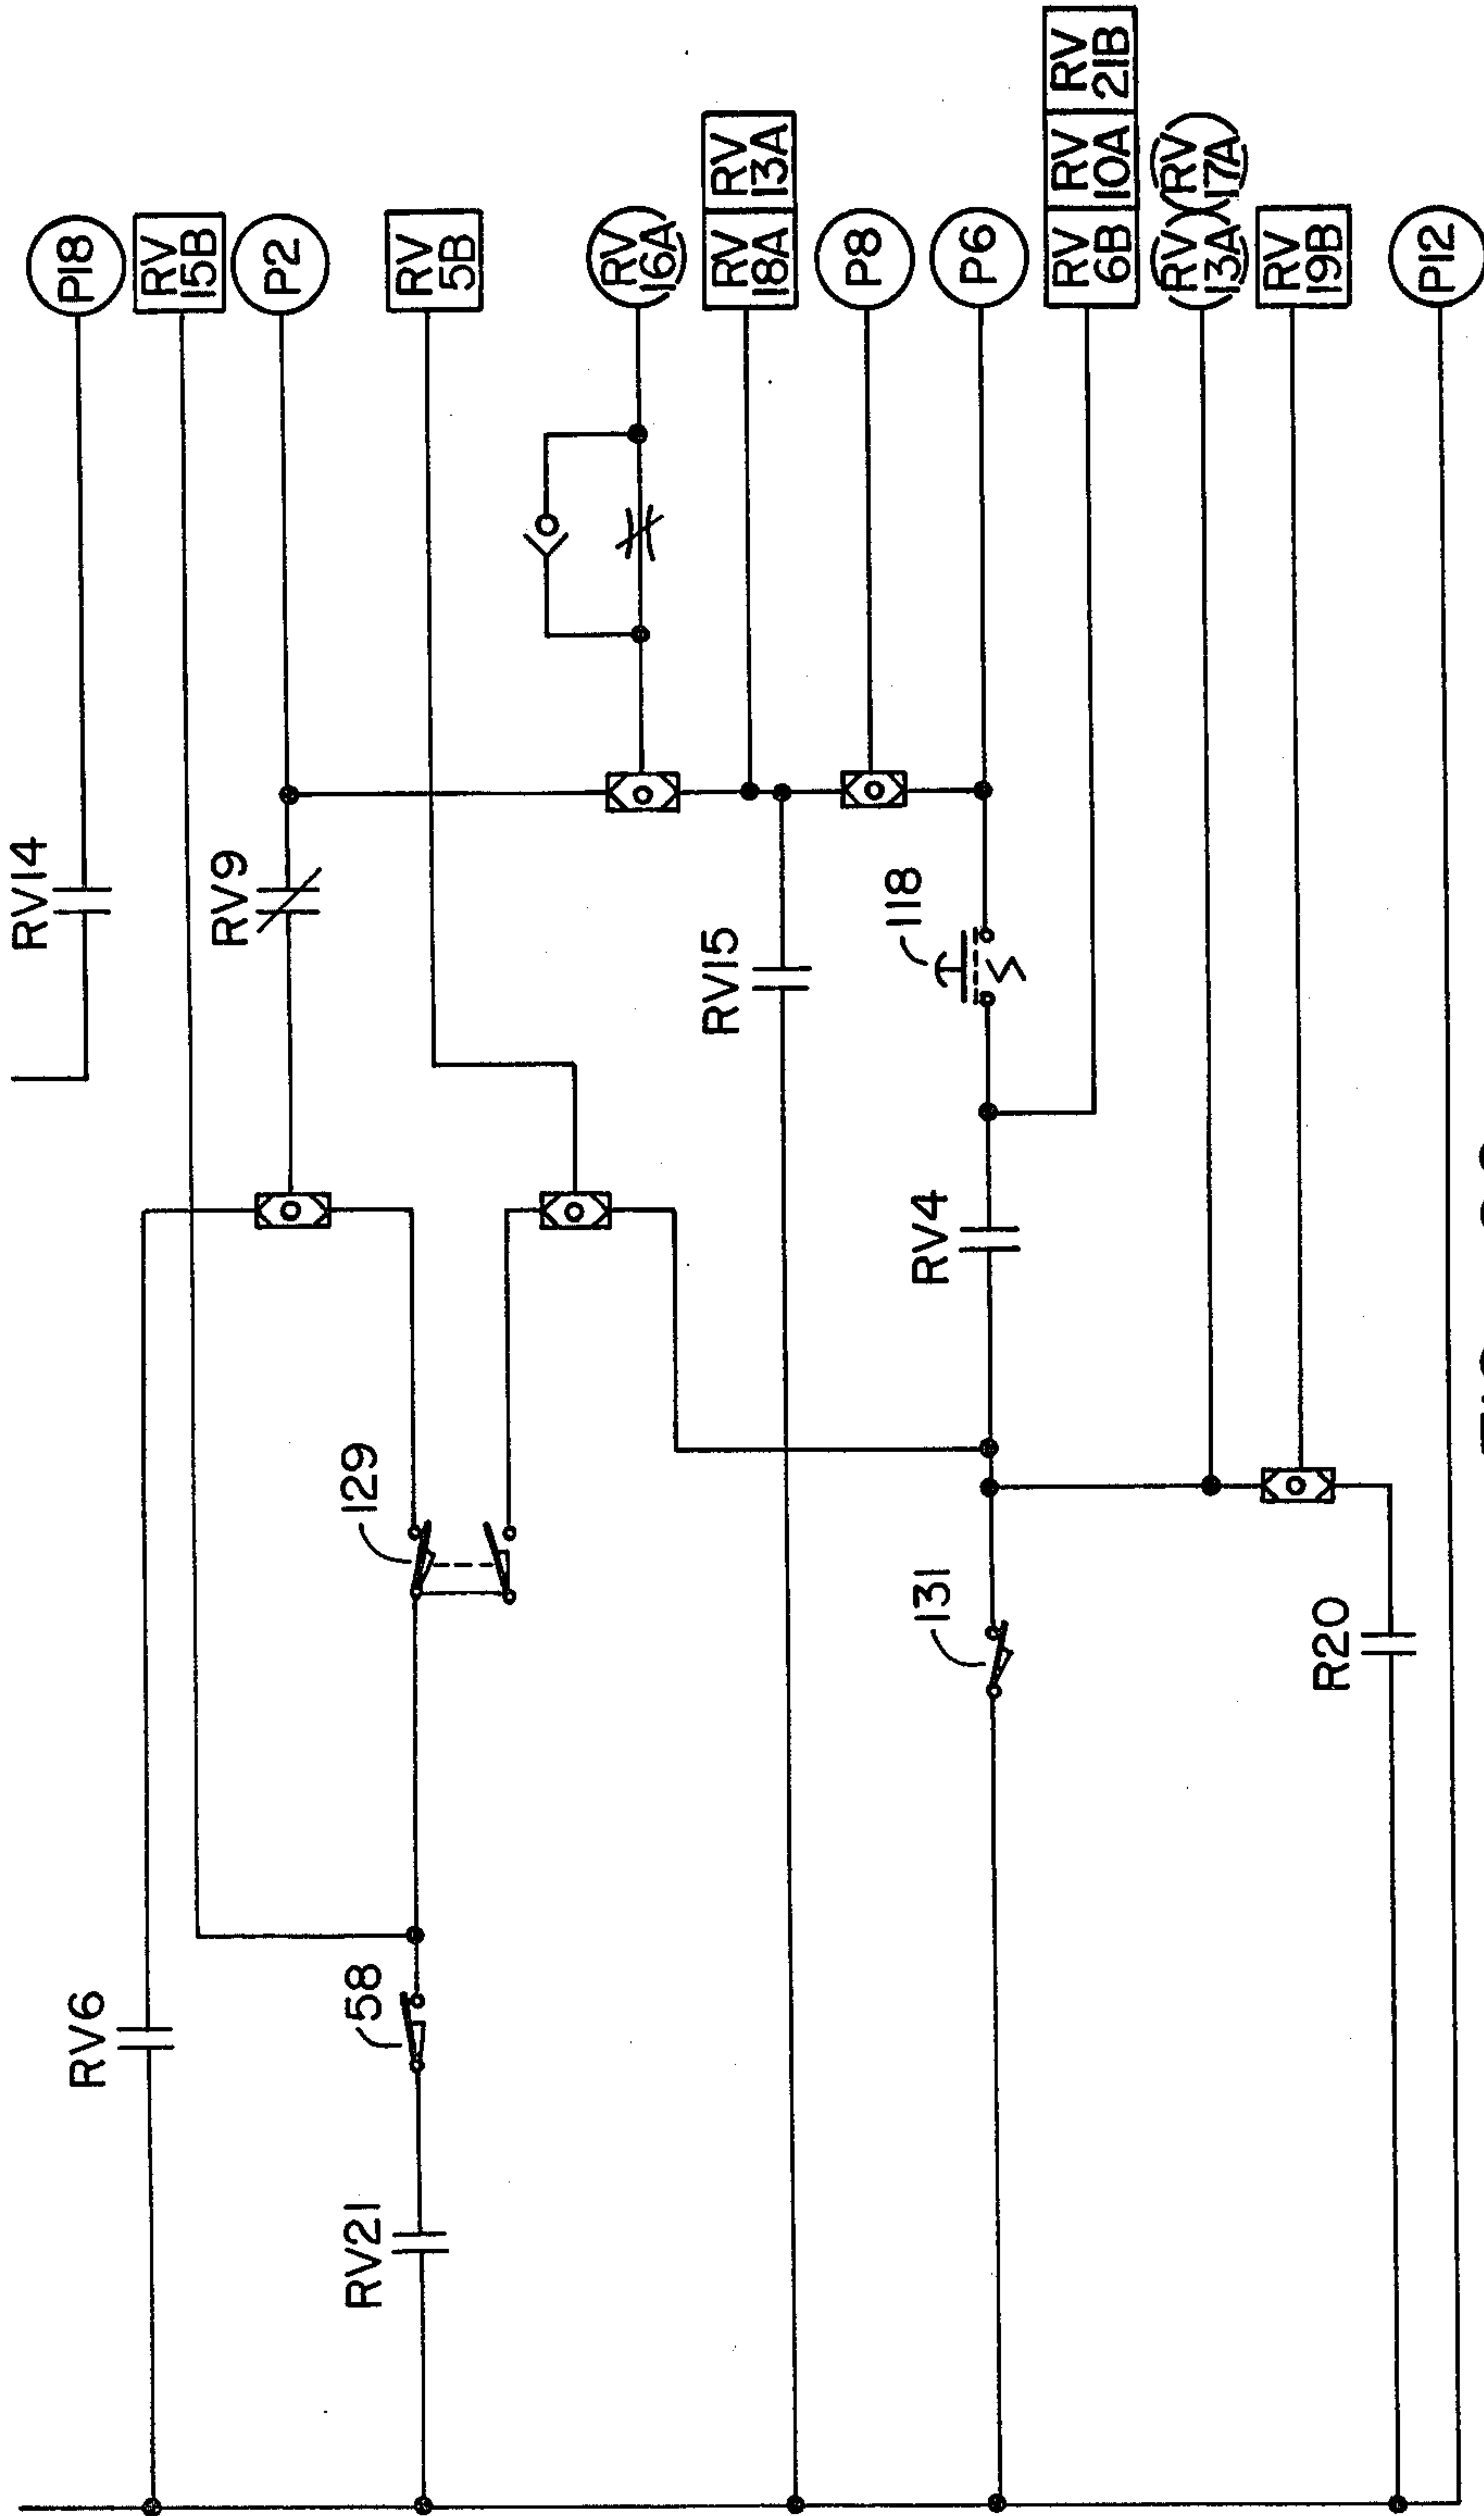 RV14
P18
RV
15B
RV6
RV9
P2
RV21
58
129
RV
5B
RV
16A
RV
18A
RV
13A
RV15
P8
118
P6
131
RV4
RV
6B
RV
10A
RV
21B
RV
13A
RV
17A
RV
19B
R20
P12